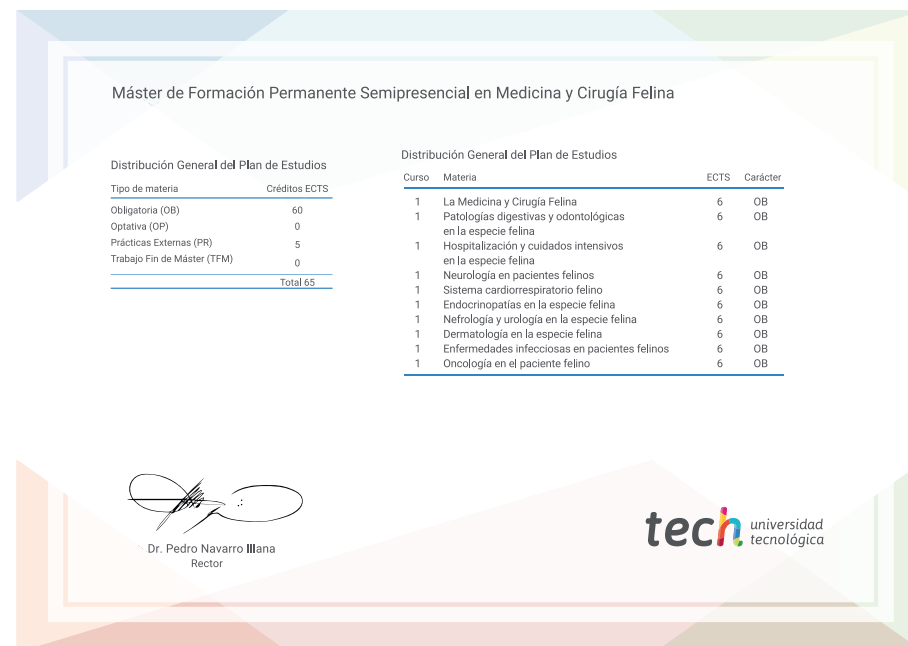 Máster de Formación Permanente Semipresencial en Medicina y Cirugía Felina
Distribución General del Plan de Estudios
Tipo de materia Créditos ECTS
Obligatoria (OB) 60
Optativa (OP) 0
Prácticas Externas (PR) 5
Trabajo Fin de Máster (TFM) 0
Total 65
Distribución General del Plan de Estudios
Curso Materia ECTS Carácter
1 La Medicina y Cirugía Felina 6 OB
1 Patologías digestivas y odontológicas 6 OB
en la especie felina
1 Hospitalización y cuidados intensivos 6 OB
en la especie felina
1 Neurología en pacientes felinos 6 OB
1 Sistema cardiorrespiratorio felino 6 OB
1 Endocrinopatías en la especie felina 6 OB
1 Nefrología y urología en la especie felina 6 OB
1 Dermatología en la especie felina 6 OB
1 Enfermedades infecciosas en pacientes felinos 6 OB
1 Oncología en el paciente felino 6 OB
Dr. Pedro Navarro Illana
Rector
tech universidad
tecnológica